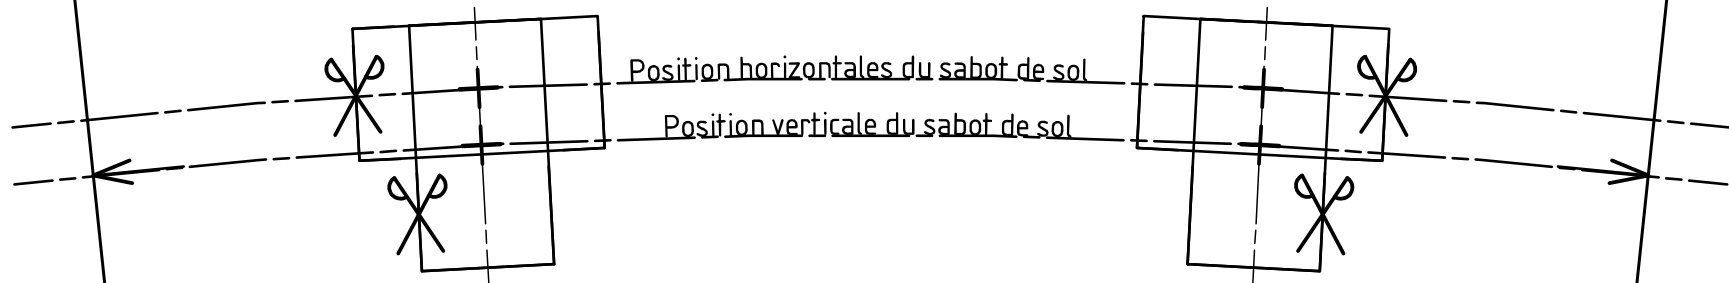 Position horizontales du sabot de sol
Position verticale du sabot de sol